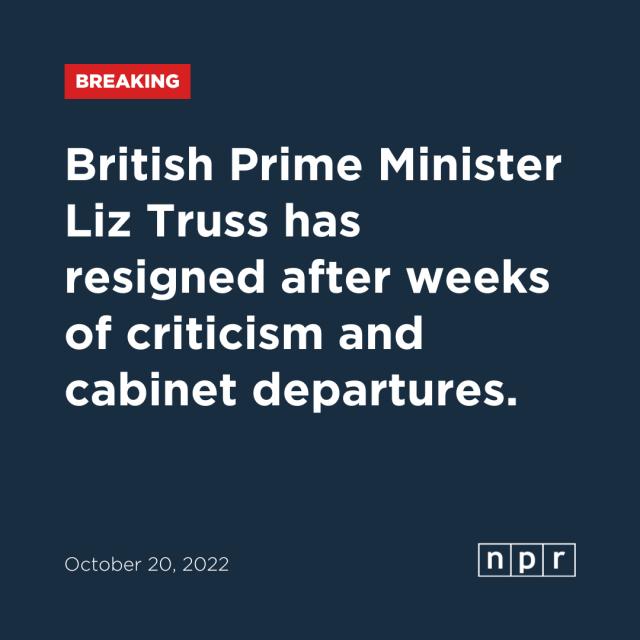 BREAKING
British Prime Minister
Liz Truss has
resigned after weeks
of criticism and
cabinet departures.
October 20, 2022
npr